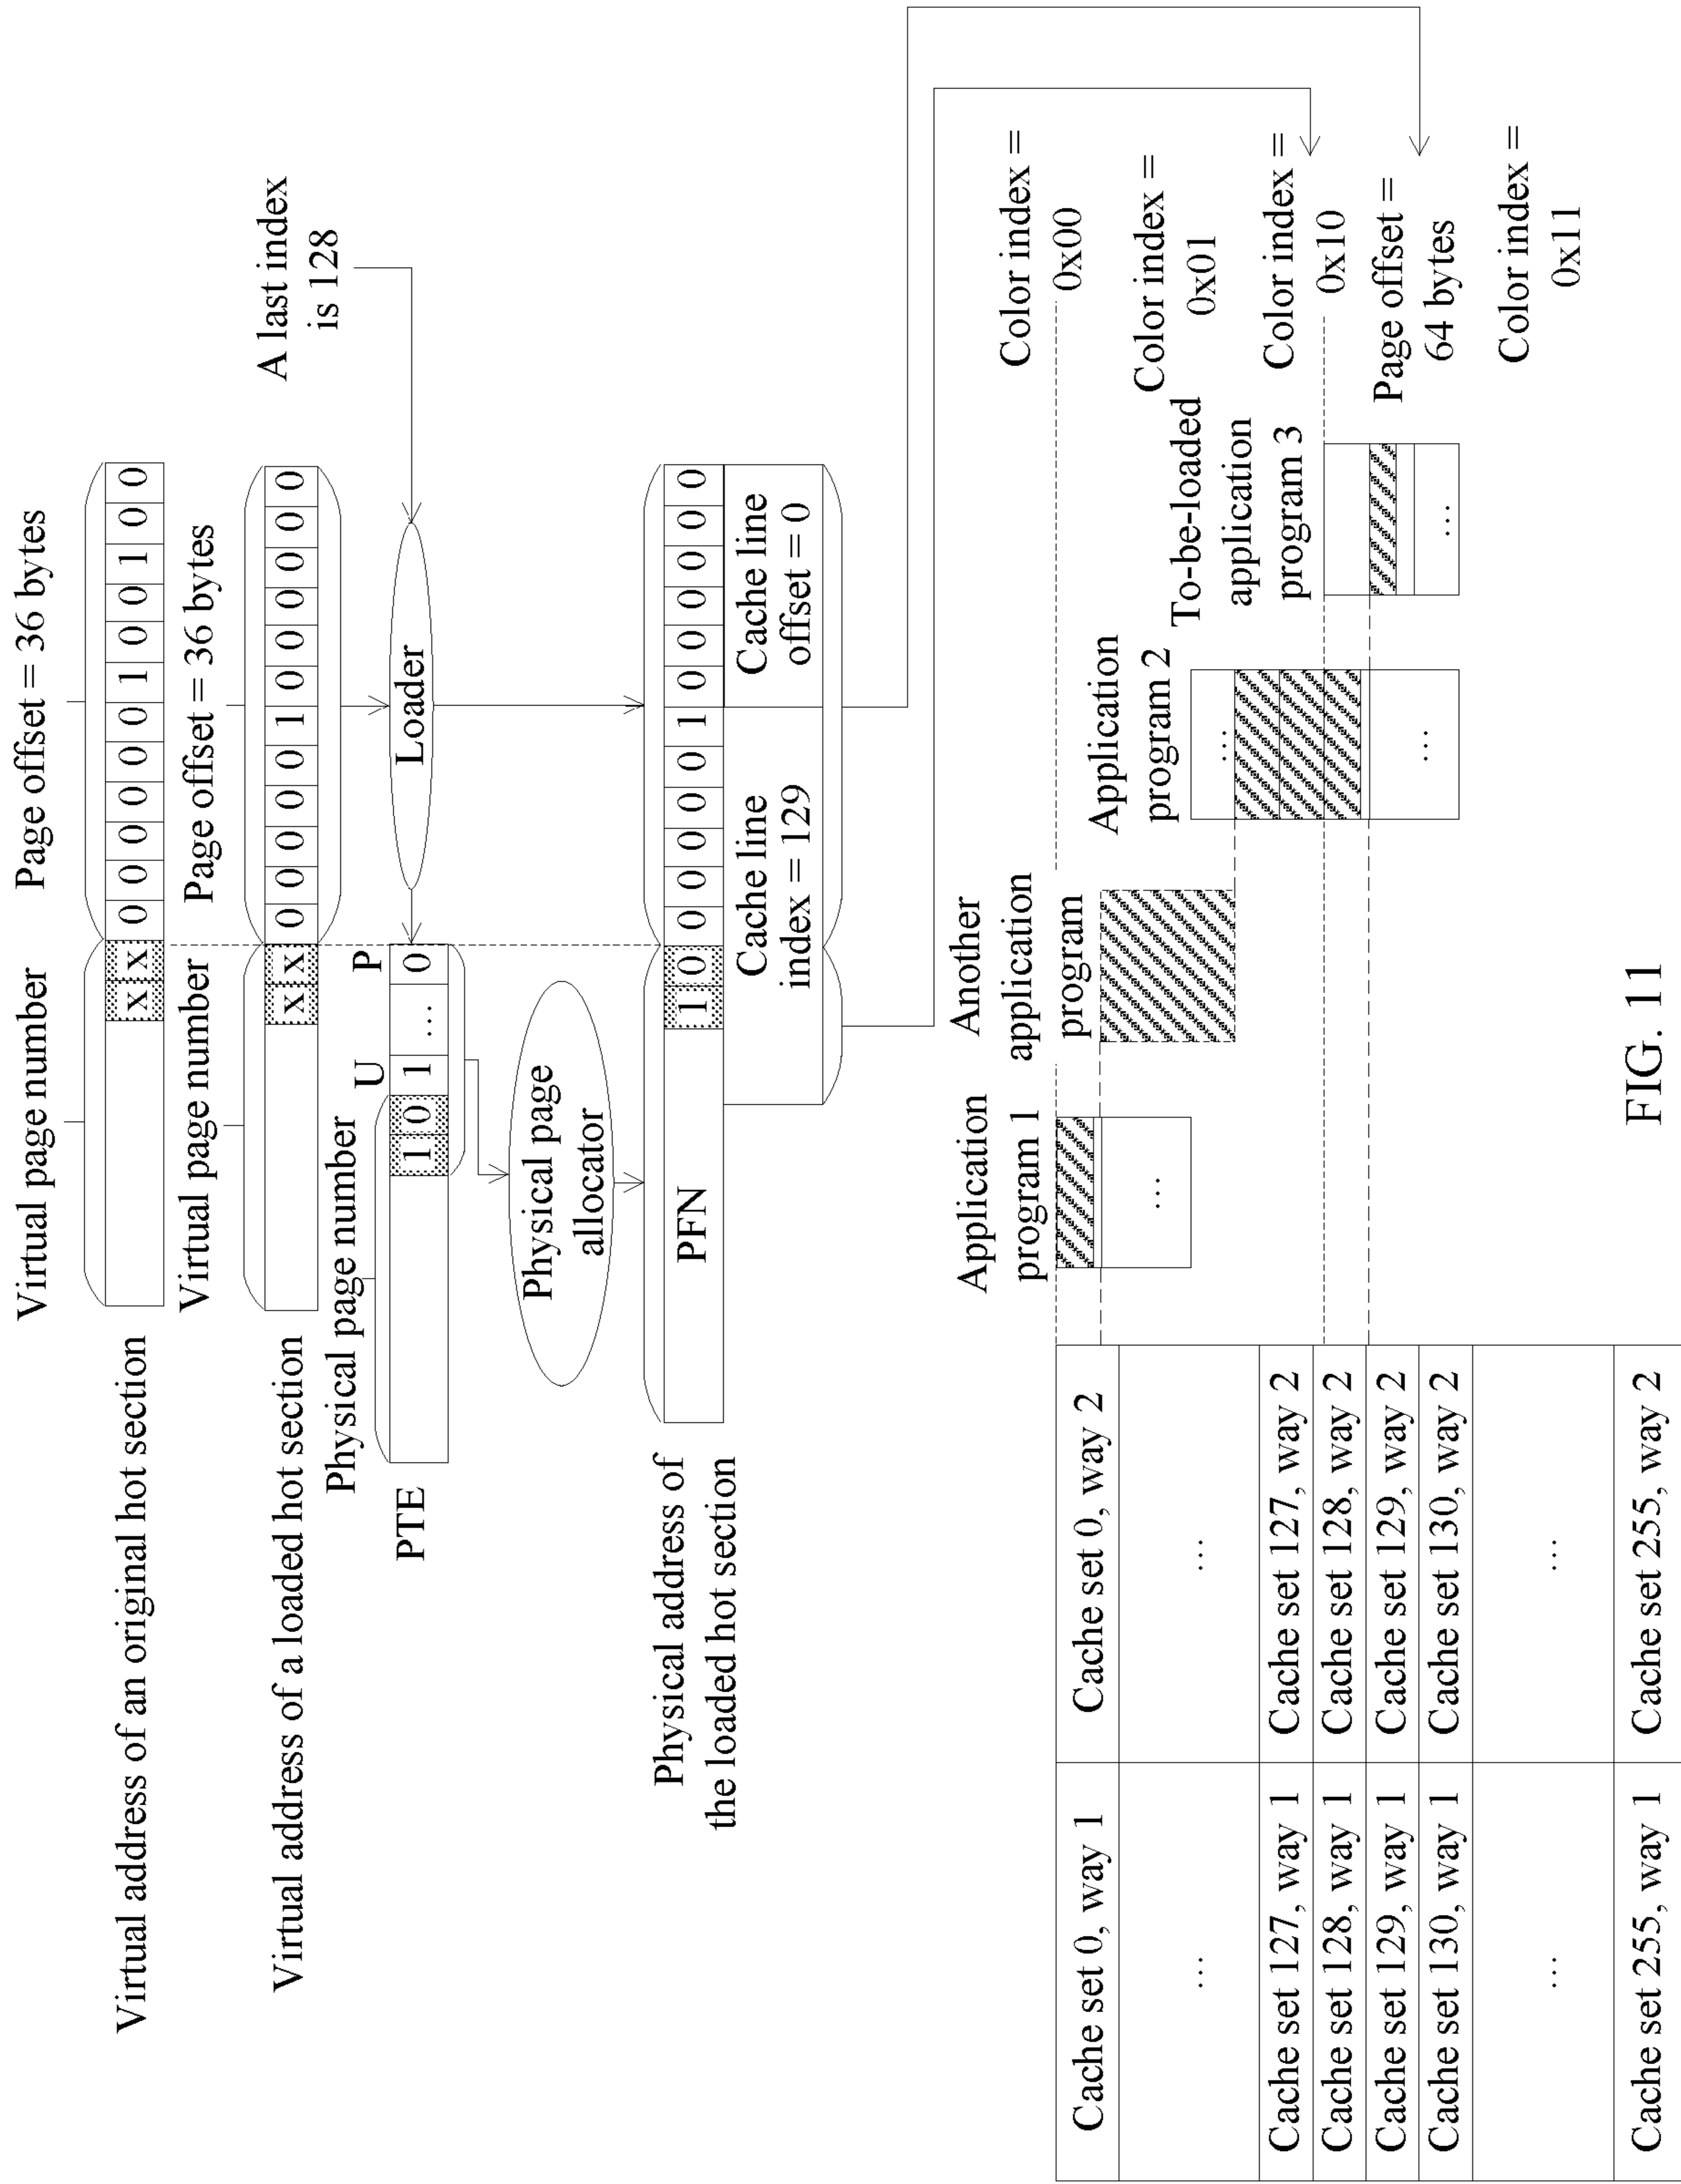 Virtual page number
Page offset = 36 bytes
Virtual address of an original hot section
x x 0 0 0 0 0 0 1 0 0 1 0 0
Virtual page number
Page offset = 36 bytes
Virtual address of a loaded hot section
x x 0 0 0 0 0 1 0 0 0 0 0 0
A last index
is 128
Physical page number
U
P
PTE
1 0 1 ... 0
Loader
Physical page
allocator
Physical address of
the loaded hot section
PFN
1 0 0 0 0 0 0 1 0 0 0 0 0 0
Cache line
index = 129
Cache line
offset = 0
Application
program 1
Another
application
program
Application
program 2
To-be-loaded
application
program 3
Color index =
0x00
Color index =
0x01
Color index =
0x10
Page offset =
64 bytes
Color index =
0x11
...
...
...
...
Cache set 0, way 1
Cache set 0, way 2
...
...
Cache set 127, way 1
Cache set 127, way 2
Cache set 128, way 1
Cache set 128, way 2
Cache set 129, way 1
Cache set 129, way 2
Cache set 130, way 1
Cache set 130, way 2
...
...
Cache set 255, way 1
Cache set 255, way 2
FIG. 11